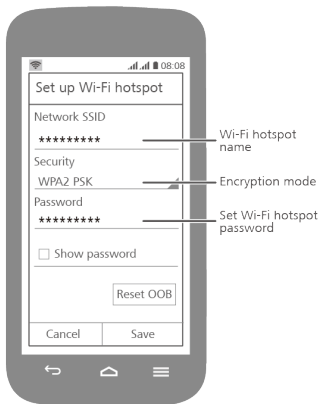 08:08
Set up Wi-Fi hotspot
Network SSID
*********
Wi-Fi hotspot
name
Security
WPA2 PSK
Encryption mode
Password
*********
Set Wi-Fi hotspot
password
Show password
Reset OOB
Cancel
Save